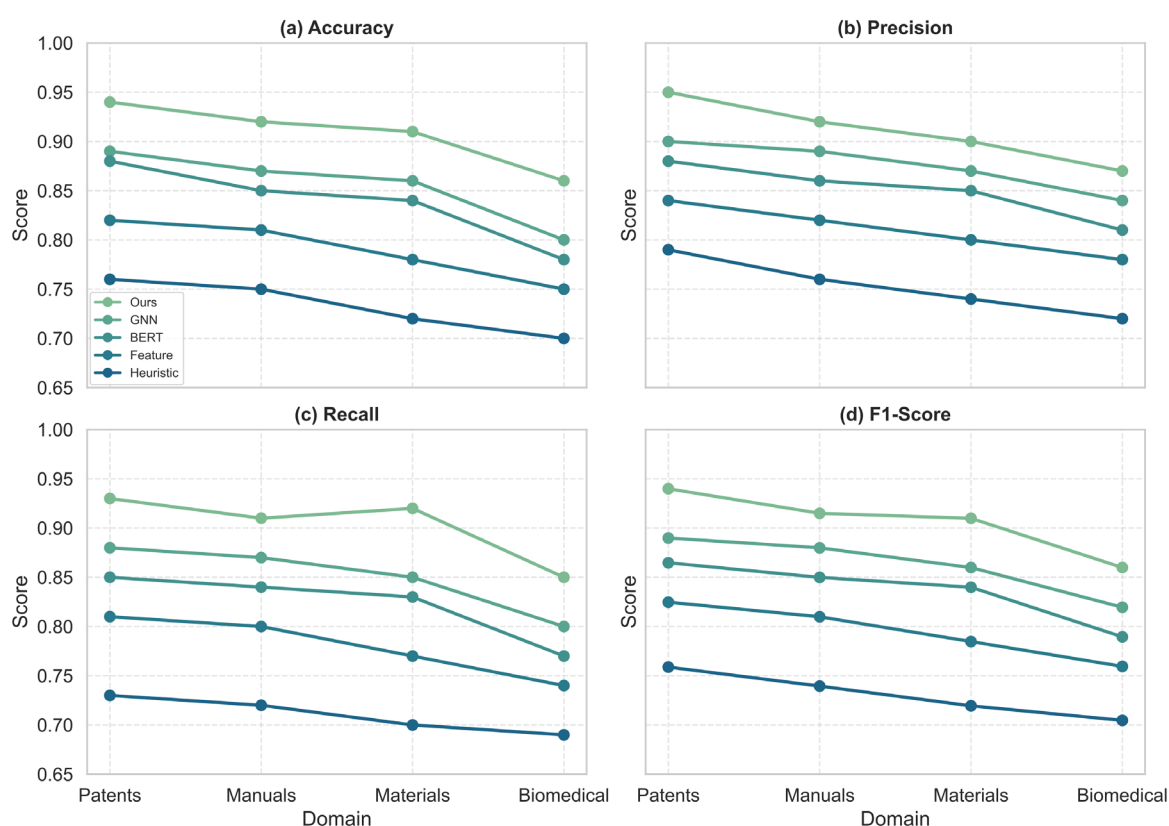 (a) Accuracy
(b) Precision
1.00
0.95
0.90
0.85
0.80
0.75
0.70
0.65
Score
Score
Ours
GNN
BERT
Feature
Heuristic
(c) Recall
(d) F1-Score
1.00
0.95
0.90
0.85
0.80
0.75
0.70
0.65
Score
Score
Patents Manuals Materials Biomedical
Patents Manuals Materials Biomedical
Domain
Domain